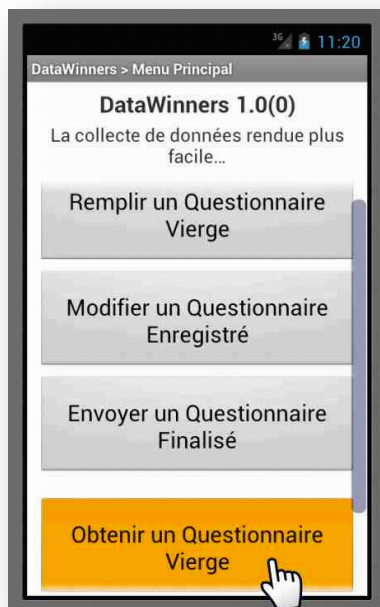 3G 11:20
DataWinners > Menu Principal
DataWinners 1.0(0)
La collecte de données rendue plus
facile...
Remplir un Questionnaire
Vierge
Modifier un Questionnaire
Enregistré
Envoyer un Questionnaire
Finalisé
Obtenir un Questionnaire
Vierge